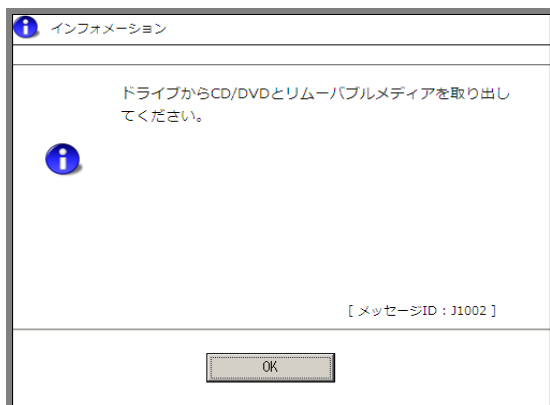 インフォメーション
ドライブからCD/DVDとリムーバブルメディアを取り出し
てください。
[ メッセージID : J1002 ]
OK